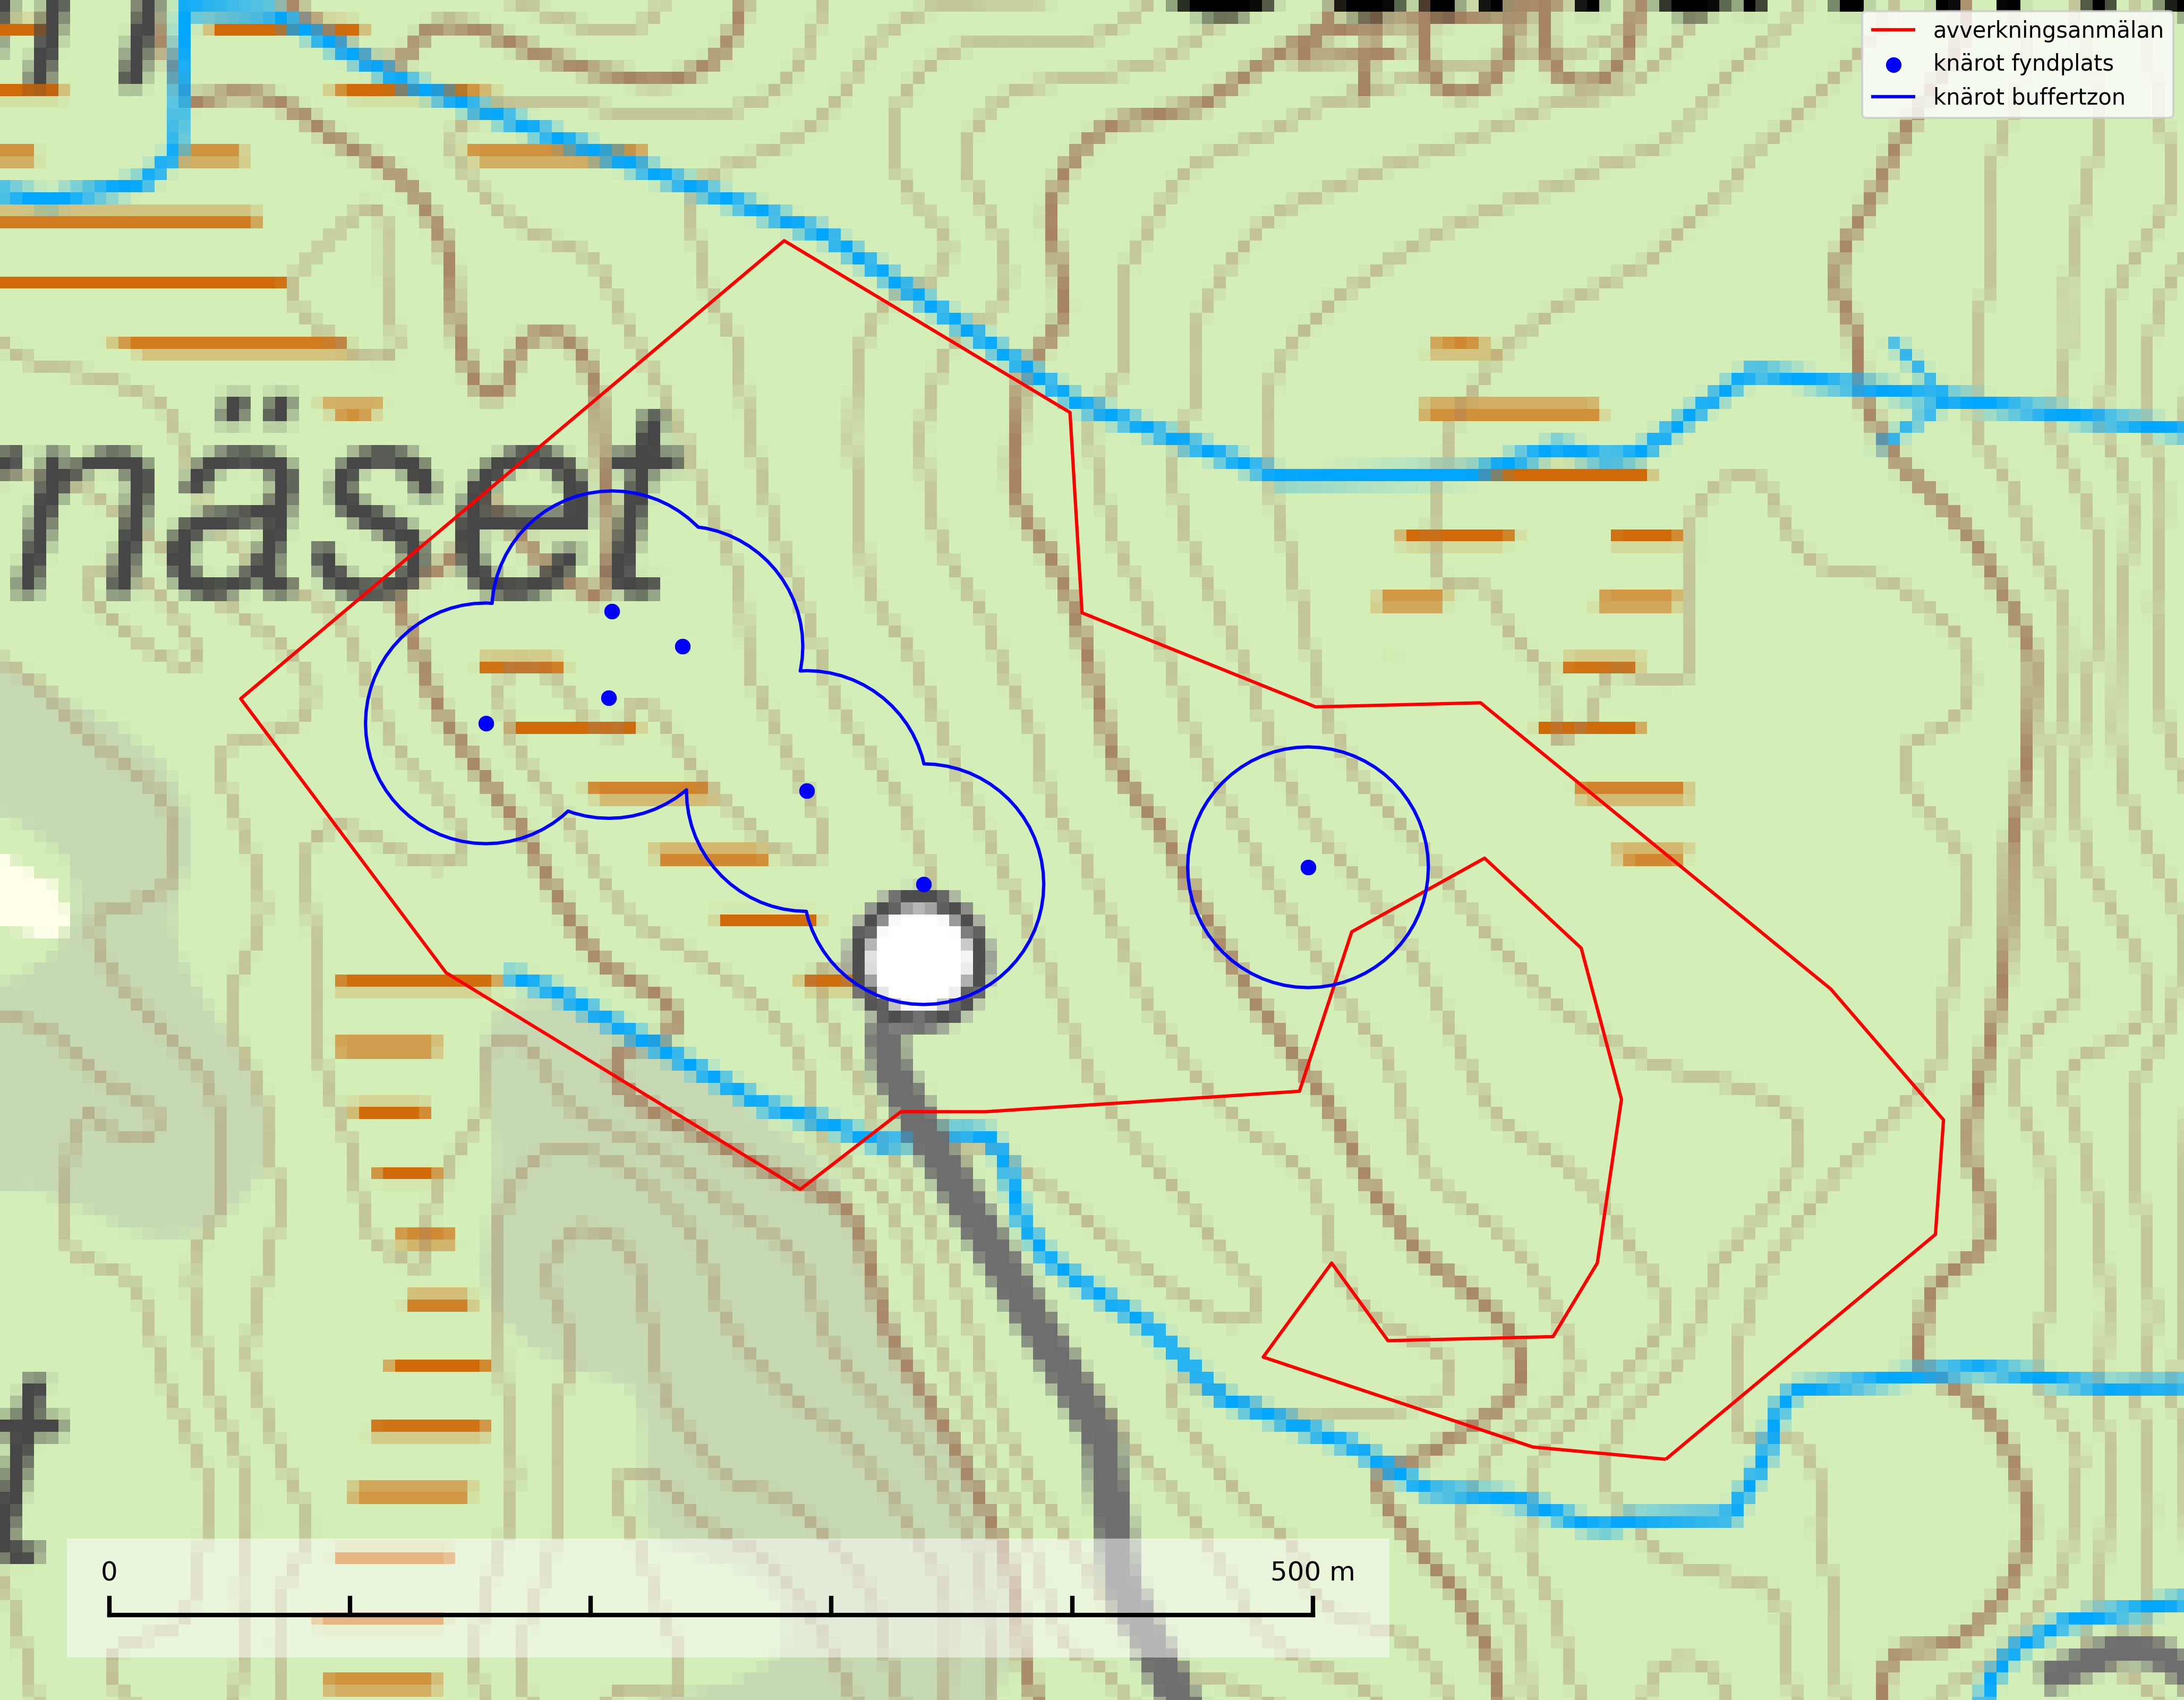 avverkningsanmälan
knärot fyndplats
knärot buffertzon
näset
t
0 500 m